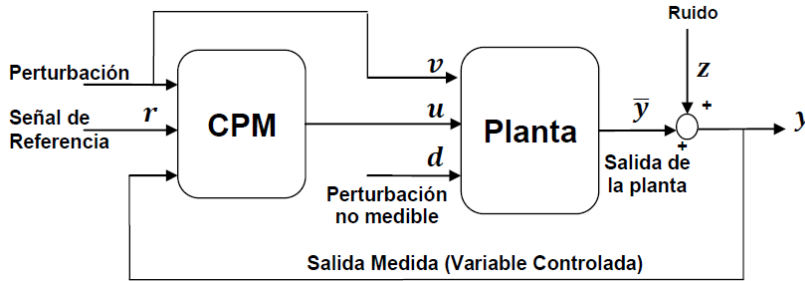 Ruido
Perturbación
v
z
+
Señal de
Referencia
r
CPM
u
Planta
y̅
y
+
d
Salida de
la planta
Perturbación
no medible
Salida Medida (Variable Controlada)